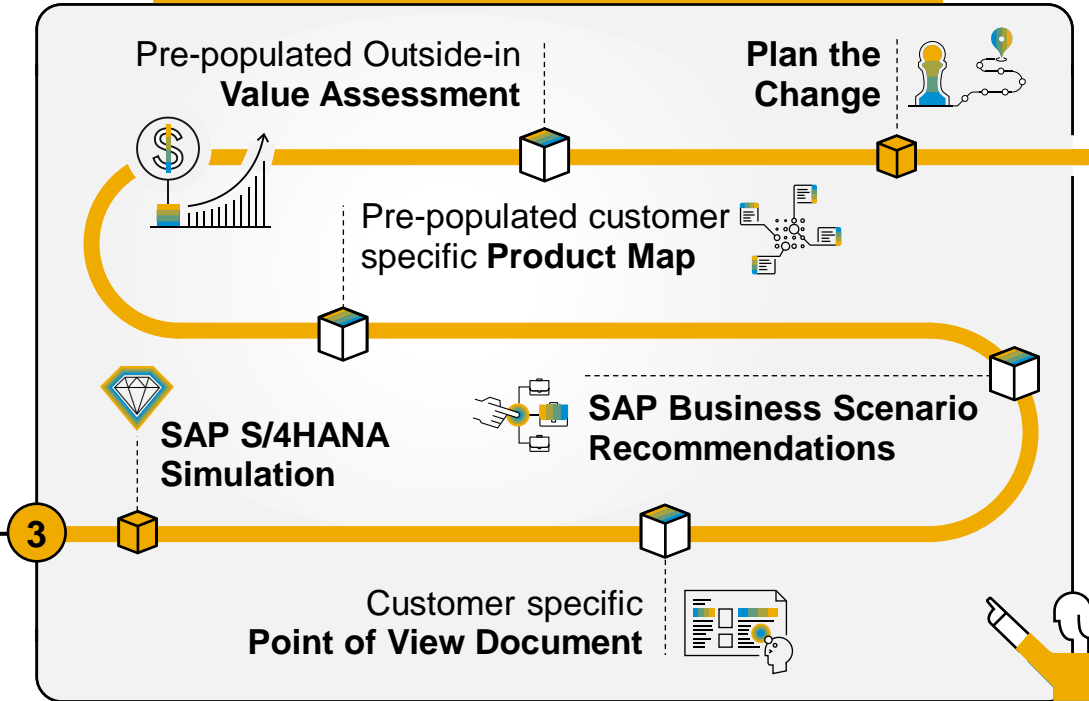 Pre-populated Outside-in
Value Assessment
Plan the
Change
$
Pre-populated customer
specific Product Map
SAP S/4HANA
Simulation
SAP Business Scenario
Recommendations
3
Customer specific
Point of View Document